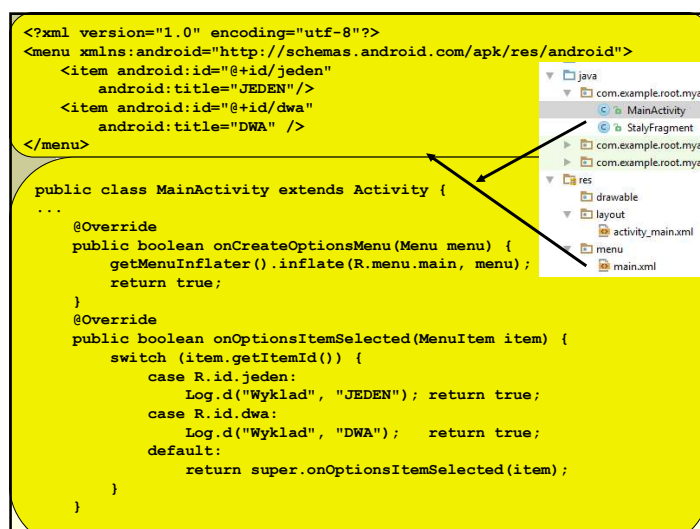 <?xml version="1.0" encoding="utf-8"?>
<menu xmlns:android="http://schemas.android.com/apk/res/android">
    <item android:id="@+id/jeden"
        android:title="JEDEN"/>
    <item android:id="@+id/dwa"
        android:title="DWA" />
</menu>
java
com.example.root.mya
MainActivity
StalyFragment
com.example.root.mya
com.example.root.mya
res
drawable
layout
activity_main.xml
menu
main.xml
public class MainActivity extends Activity {
...
    @Override
    public boolean onCreateOptionsMenu(Menu menu) {
        getMenuInflater().inflate(R.menu.main, menu);
        return true;
    }
    @Override
    public boolean onOptionsItemSelected(MenuItem item) {
        switch (item.getItemId()) {
            case R.id.jeden:
                Log.d("Wyklad", "JEDEN"); return true;
            case R.id.dwa:
                Log.d("Wyklad", "DWA");   return true;
            default:
                return super.onOptionsItemSelected(item);
        }
    }